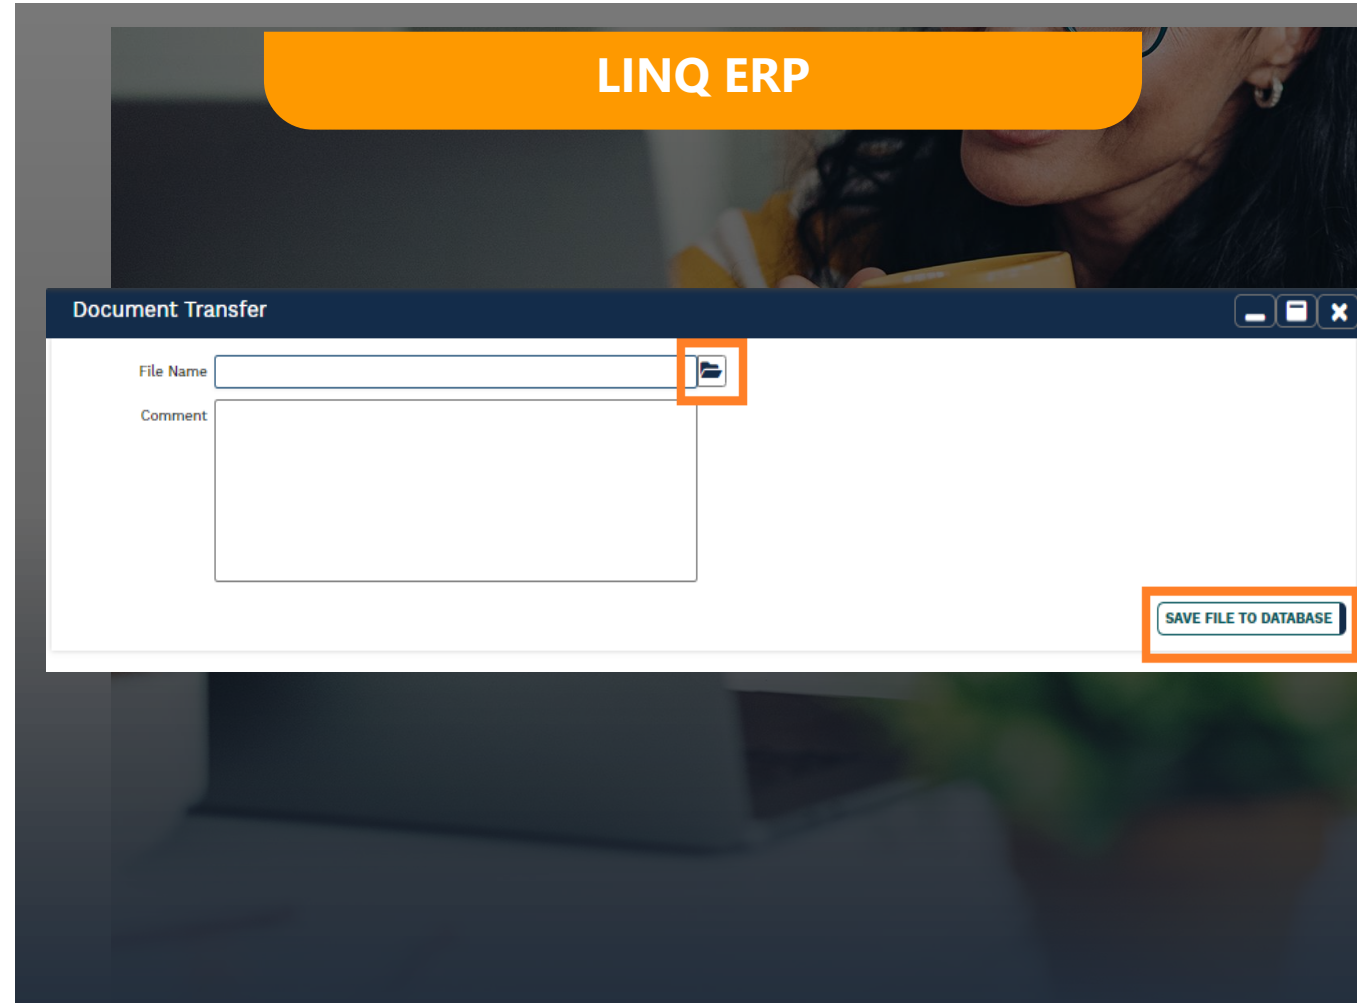 LINQ ERP
Document Transfer
File Name
Comment
SAVE FILE TO DATABASE